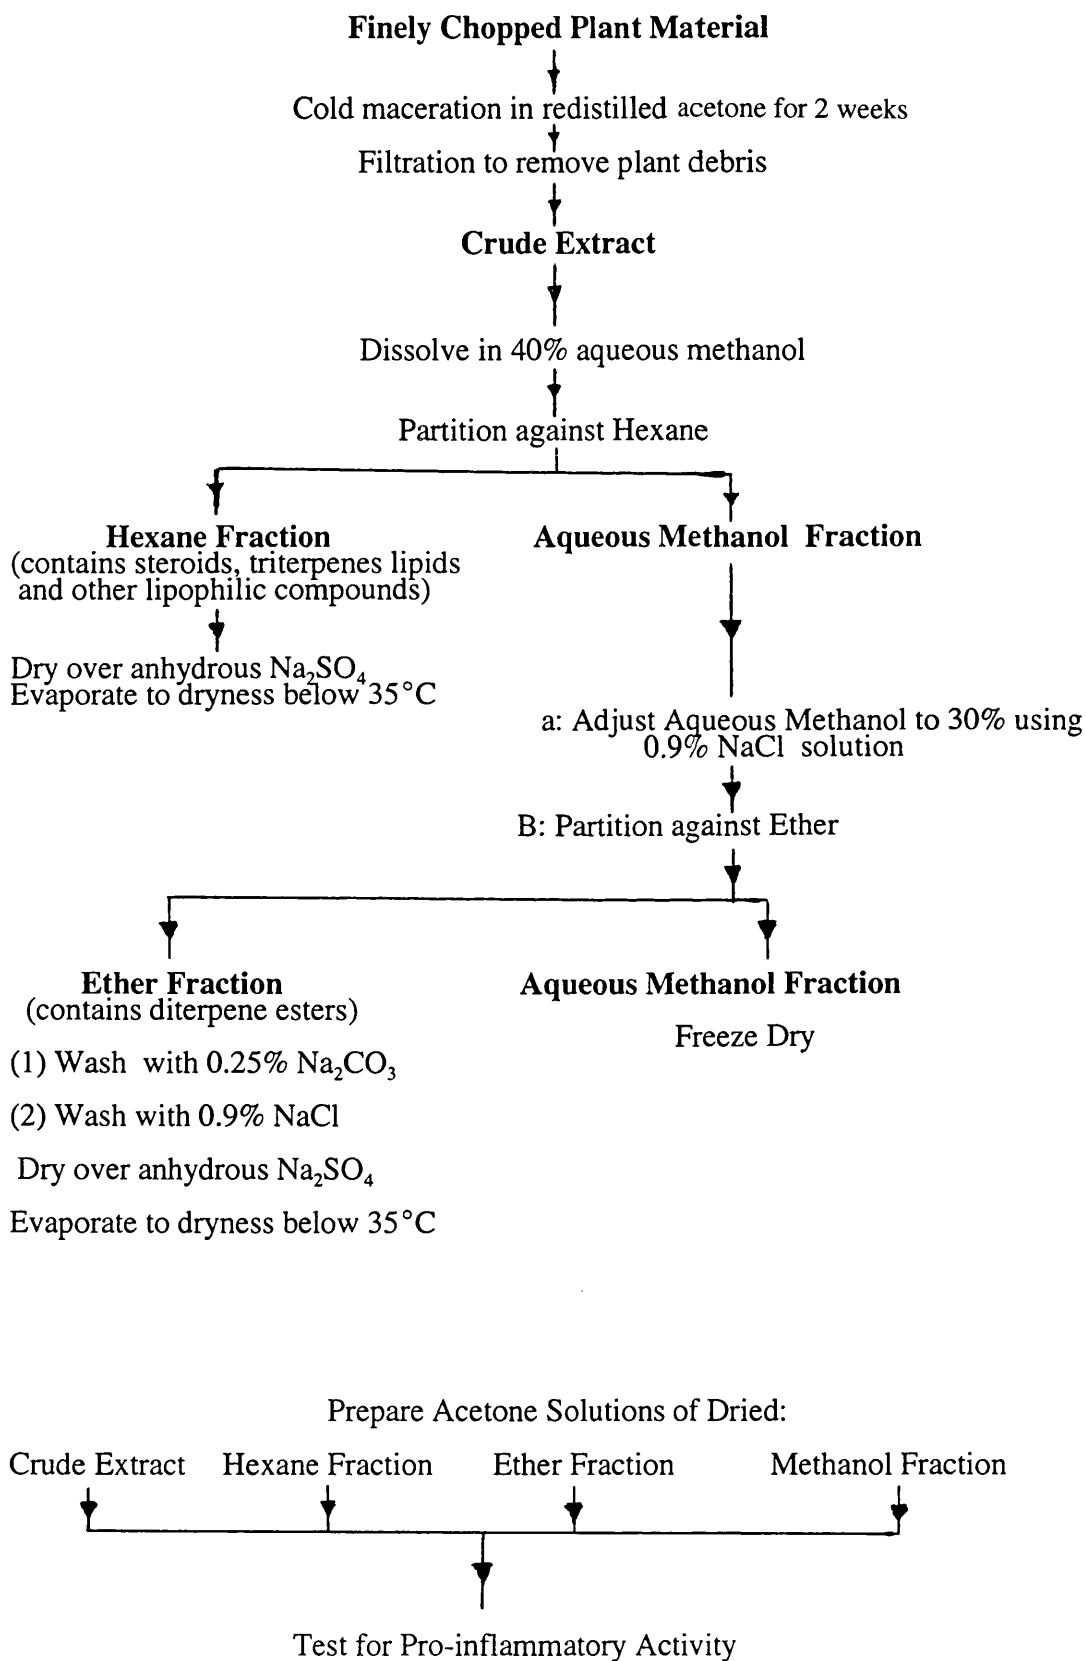 Finely Chopped Plant Material
Cold maceration in redistilled acetone for 2 weeks
Filtration to remove plant debris
Crude Extract
Dissolve in 40% aqueous methanol
Partition against Hexane
Hexane Fraction
(contains steroids, triterpenes lipids
and other lipophilic compounds)
Dry over anhydrous Na₂SO₄
Evaporate to dryness below 35°C
Aqueous Methanol Fraction
a: Adjust Aqueous Methanol to 30% using
0.9% NaCl solution
B: Partition against Ether
Ether Fraction
(contains diterpene esters)
(1) Wash with 0.25% Na₂CO₃
(2) Wash with 0.9% NaCl
Dry over anhydrous Na₂SO₄
Evaporate to dryness below 35°C
Aqueous Methanol Fraction
Freeze Dry
Prepare Acetone Solutions of Dried:
Crude Extract Hexane Fraction Ether Fraction Methanol Fraction
Test for Pro-inflammatory Activity